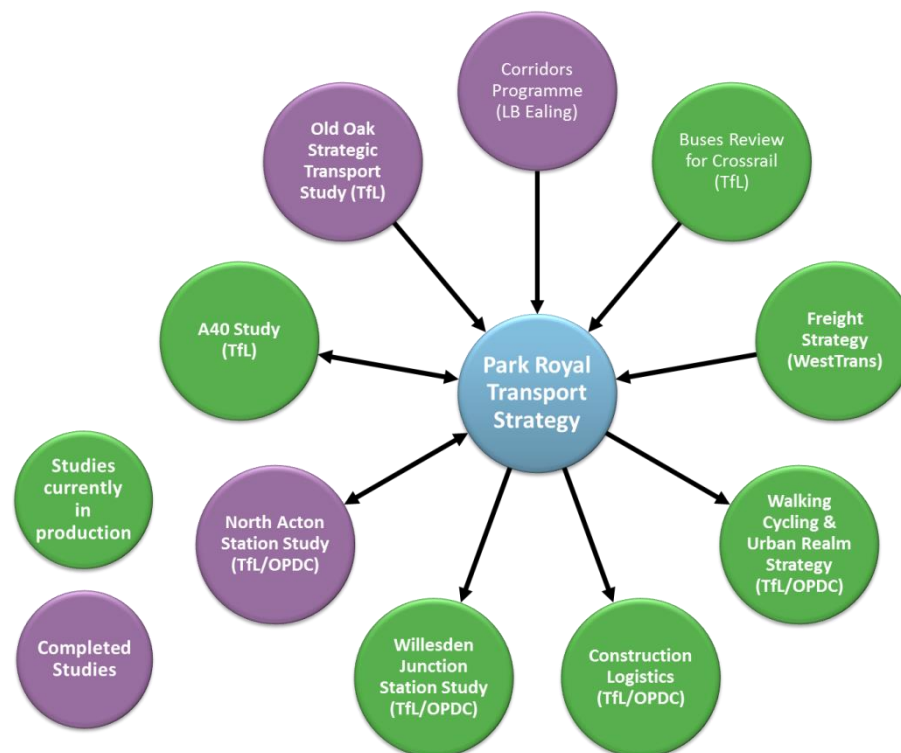 Corridors
Programme
(LB Ealing)
Old Oak
Strategic
Transport
Study (TfL)
Buses Review
for Crossrail
(TfL)
A40 Study
(TfL)
Freight
Strategy
(WestTrans)
Park Royal
Transport
Strategy
Studies
currently
in
production
North Acton
Station Study
(TfL/OPDC)
Walking
Cycling &
Urban Realm
Strategy
(TfL/OPDC)
Completed
Studies
Willesden
Junction
Station Study
(TfL/OPDC)
Construction
Logistics
(TfL/OPDC)